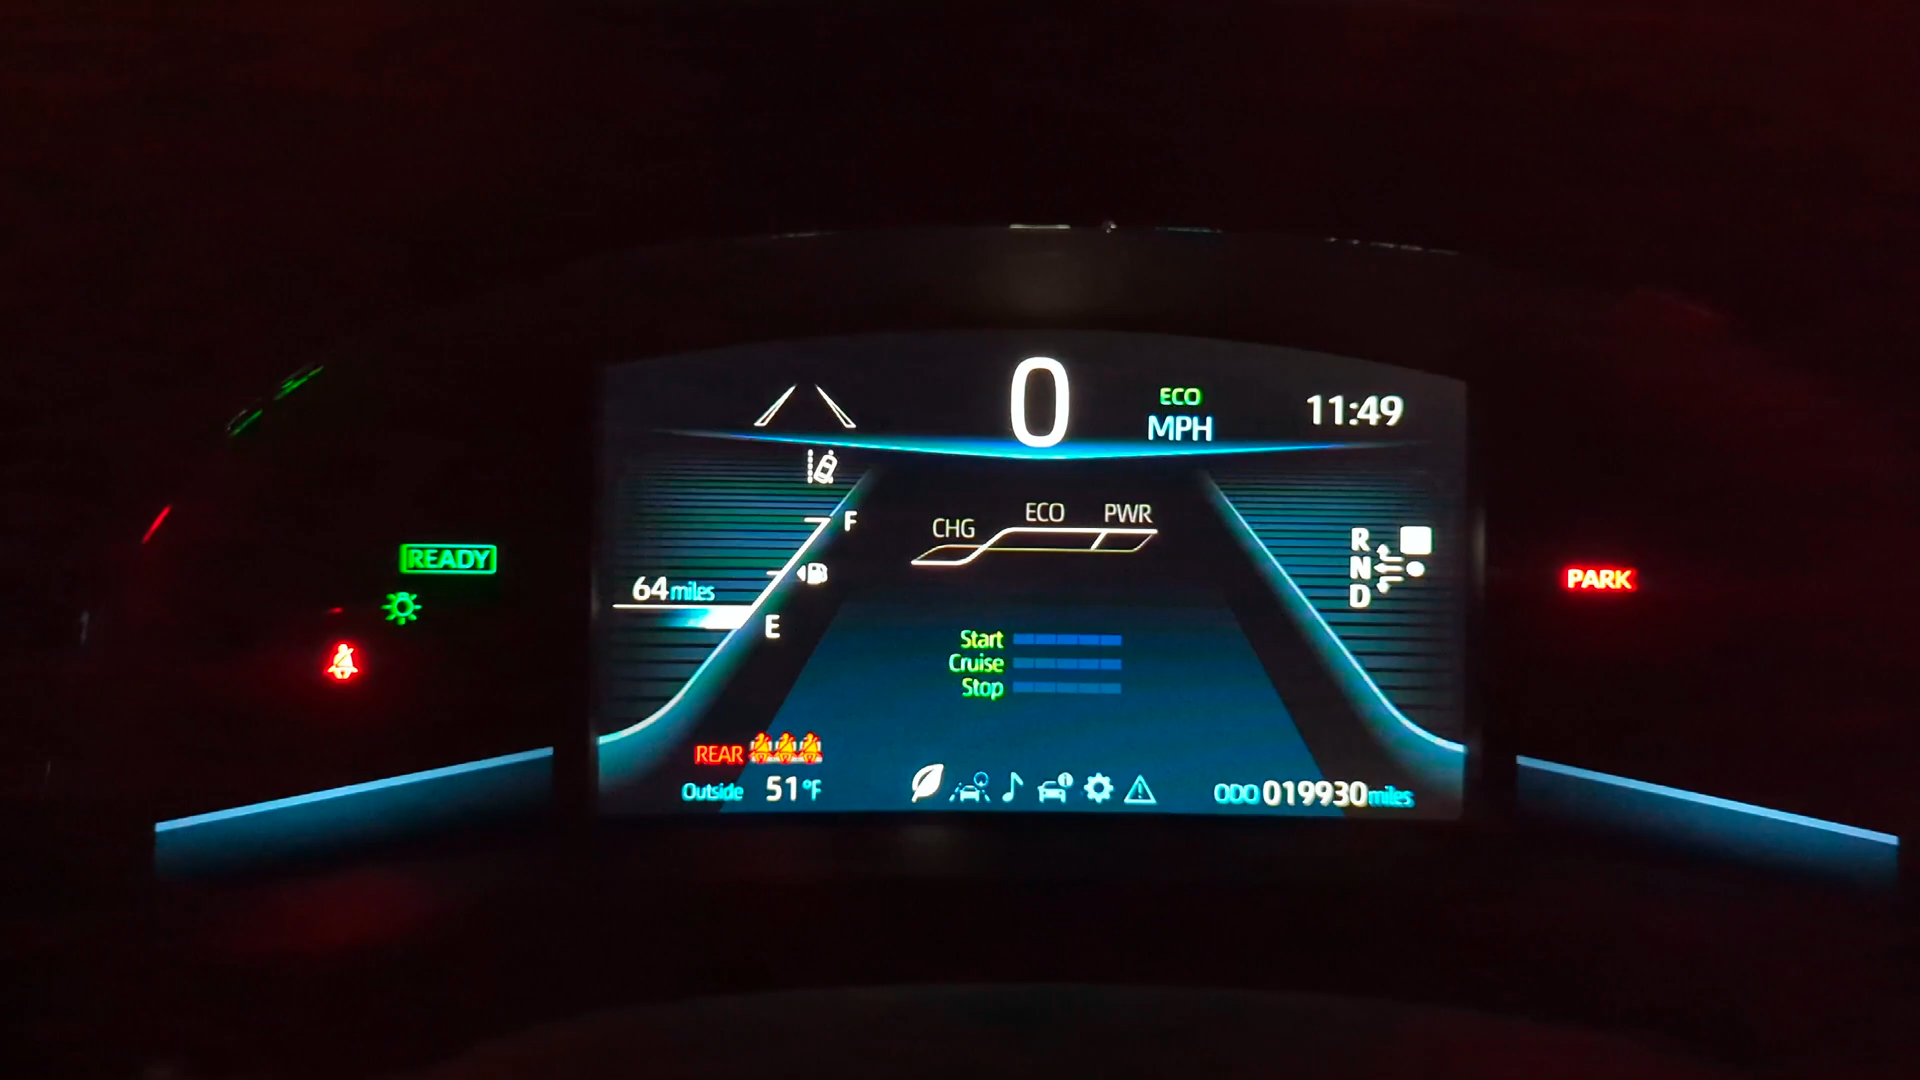 0
ECO
MPH
11:49
F
64 miles
E
CHG
ECO
PWR
R
N
D
READY
PARK
Start
Cruise
Stop
REAR
Outside 51°F
ODO 019930 miles